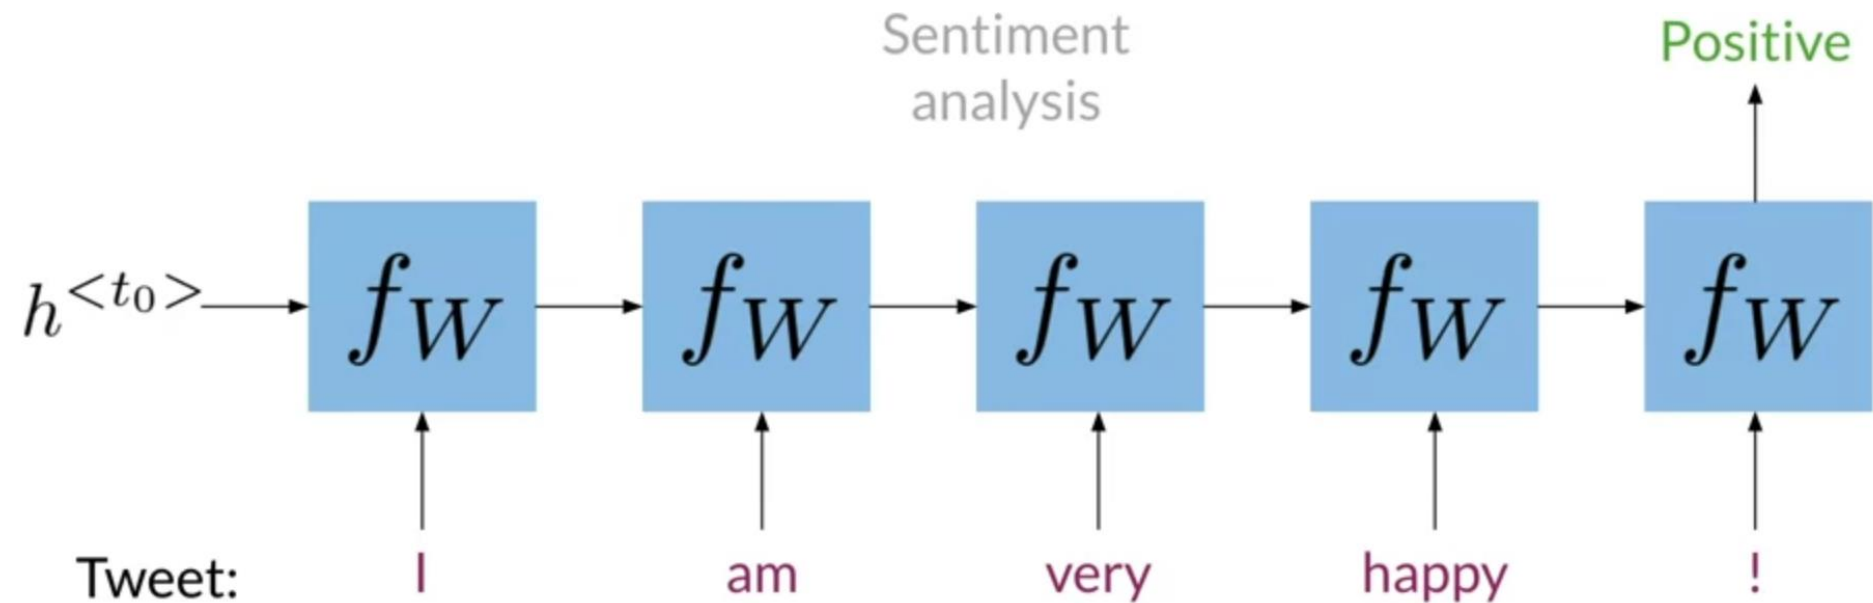 Sentiment
analysis
Positive
h<t0>
fW fW fW fW fW
Tweet: I am very happy !